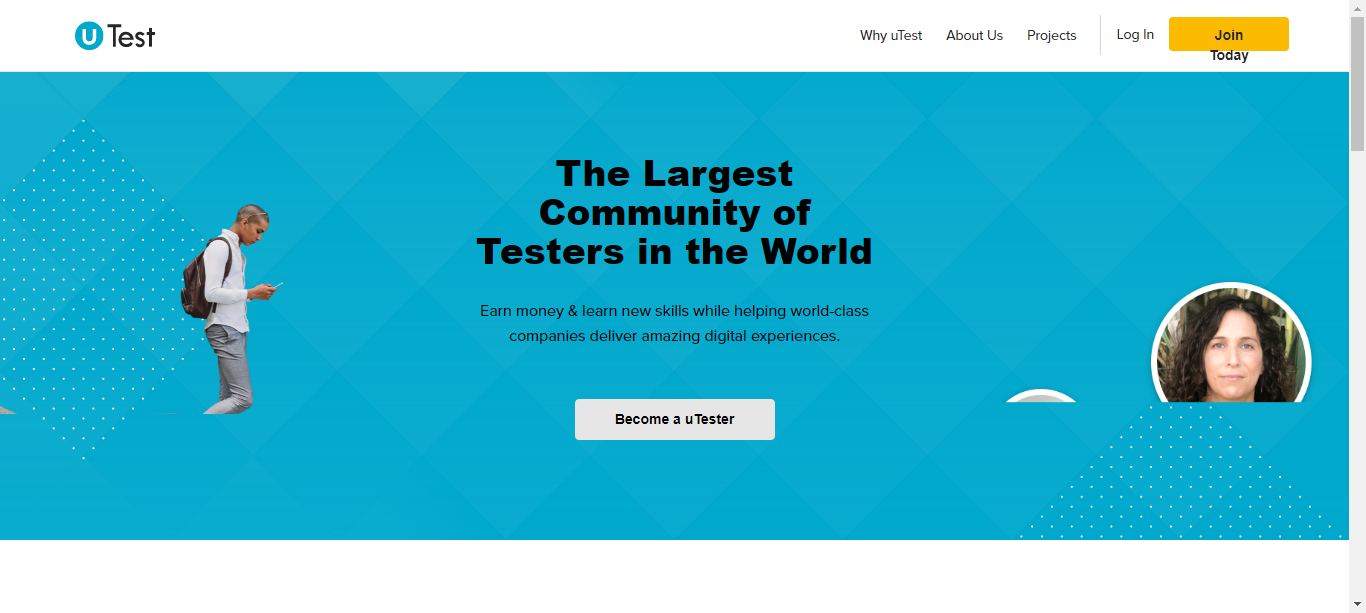 uTest
Why uTest
About Us
Projects
Log In
Join
Today
The Largest
Community of
Testers in the World
Earn money & learn new skills while helping world-class
companies deliver amazing digital experiences.
Become a uTester